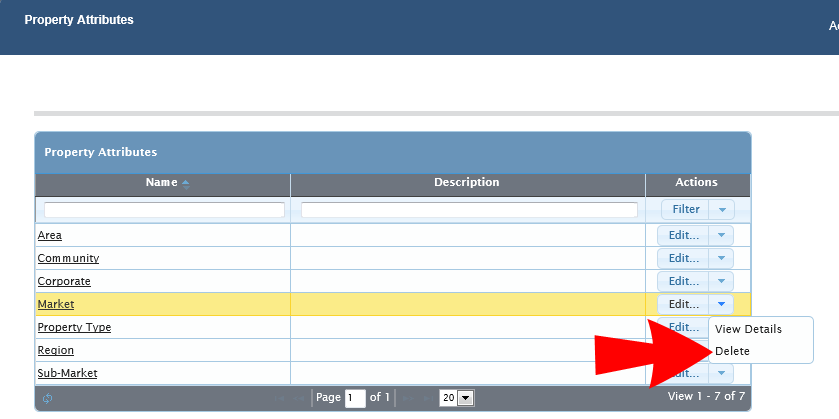 Property Attributes
Property Attributes
Name Description Actions
Filter
Area Edit...
Community Edit...
Corporate Edit...
Market Edit...
Property Type Edit...
View Details
Region
Delete
Sub-Market Edit...
Page 1 of 1 20 View 1 - 7 of 7